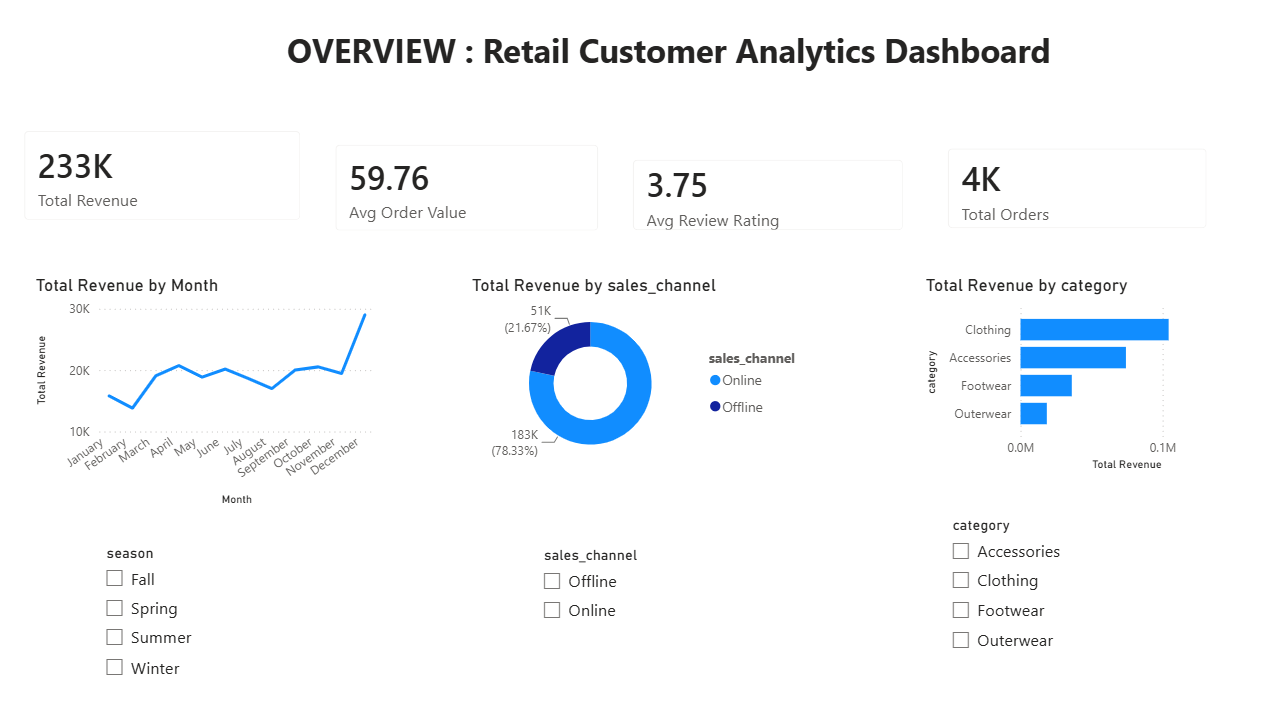 OVERVIEW : Retail Customer Analytics Dashboard
233K
Total Revenue
59.76
Avg Order Value
3.75
Avg Review Rating
4K
Total Orders
Total Revenue by Month
Total Revenue
30K
20K
10K
January
February
March
April
May
June
July
August
September
October
November
December
Month
Total Revenue by sales_channel
51K
(21.67%)
183K
(78.33%)
sales_channel
Online
Offline
Total Revenue by category
category
Clothing
Accessories
Footwear
Outerwear
0.0M
0.1M
Total Revenue
season
Fall
Spring
Summer
Winter
sales_channel
Offline
Online
category
Accessories
Clothing
Footwear
Outerwear